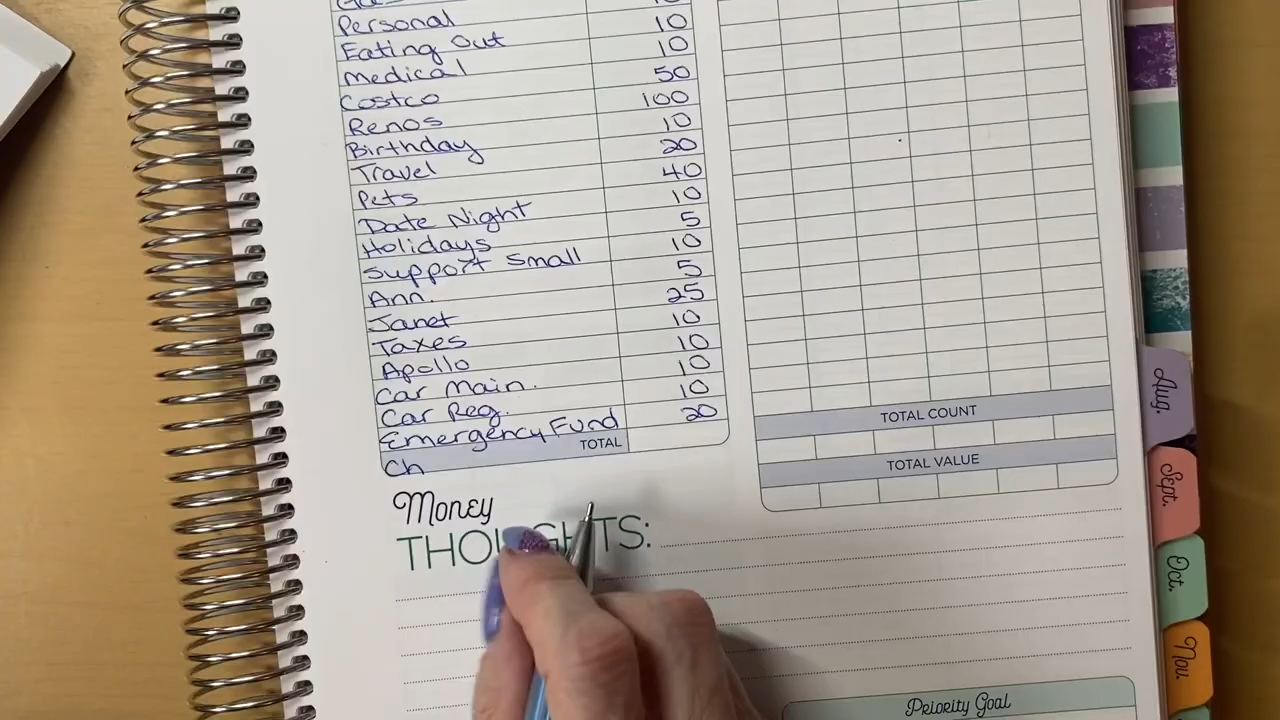 Personal 10
Eating Out 10
Medical 50
Costco 100
Renos 10
Birthday 20
Travel 40
Pets 10
Date Night 5
Holidays 10
Support Small 5
Ann. 25
Janet 10
Taxes 10
Apollo 10
Car Main. 10
Car Reg. 20
Emergency Fund
Ch TOTAL
TOTAL COUNT
TOTAL VALUE
Money
THOUGHTS:
Priority Goal
Aug.
Sept.
Oct.
Nov.